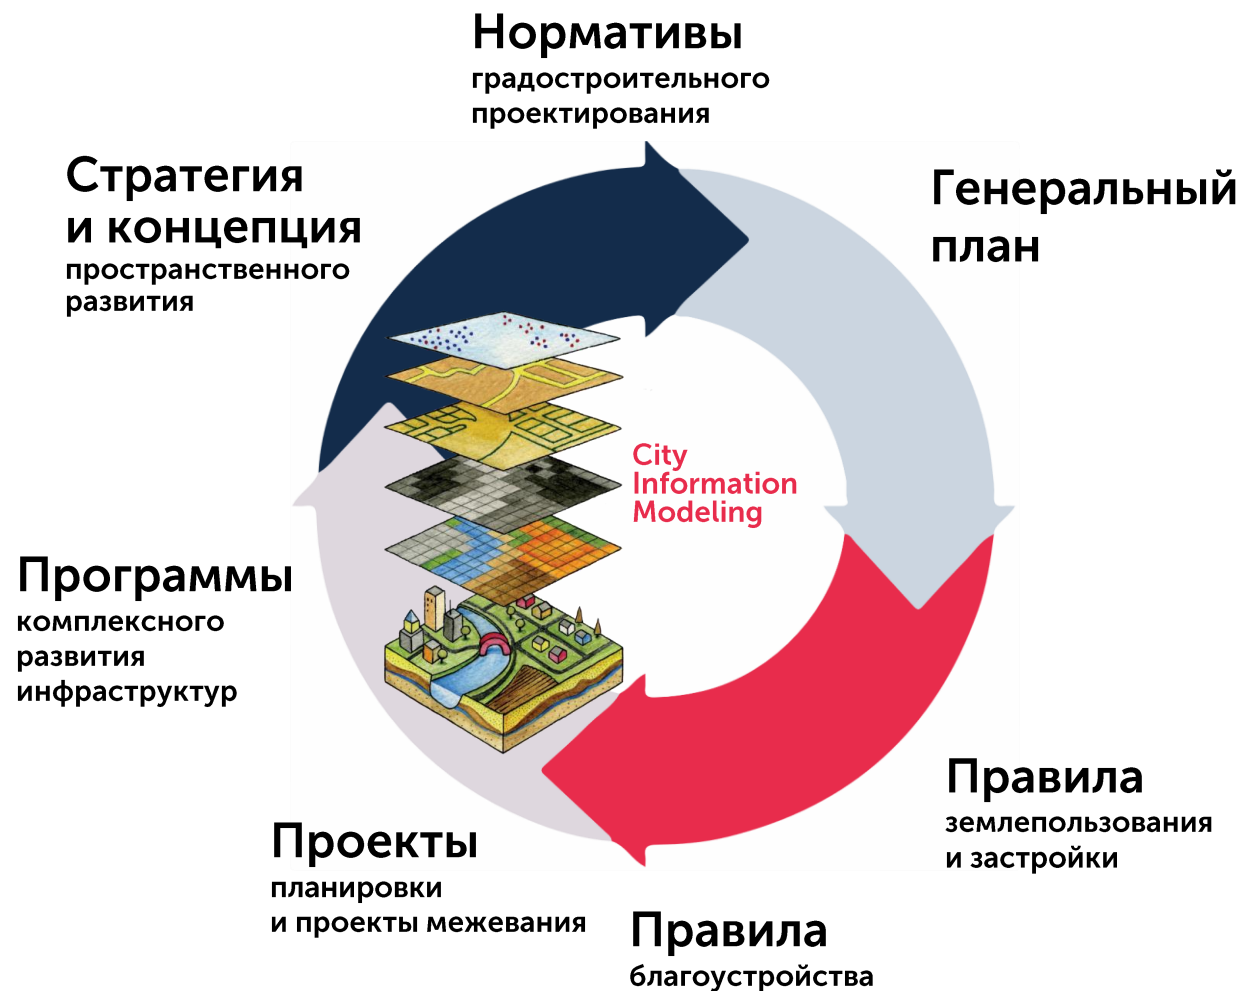 Нормативы
градостроительного
проектирования
Стратегия
и концепция
пространственного
развития
Генеральный
план
City
Information
Modeling
Программы
комплексного
развития
инфраструктур
Правила
землепользования
и застройки
Проекты
планировки
и проекты межевания
Правила
благоустройства